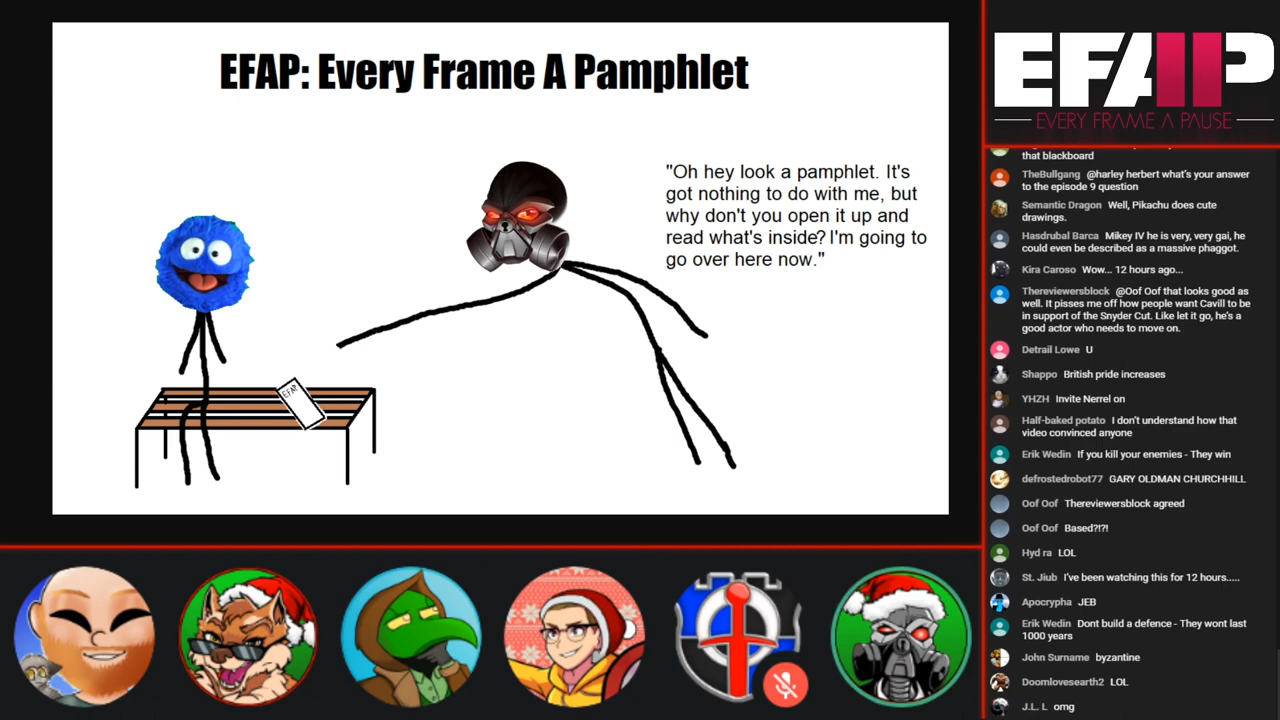 EFAP: Every Frame A Pamphlet
"Oh hey look a pamphlet. It's
got nothing to do with me, but
why don't you open it up and
read what's inside? I'm going to
go over here now."
EFAP
EFAP
EVERY FRAME A PAUSE
that blackboard
TheBullgang @harley herbert what's your answer
to the episode 9 question
Semantic Dragon Well, Pikachu does cute
drawings.
Hasdrubal Barca Mikey IV he is very, very gai, he
could even be described as a massive phaggot.
Kira Caroso Wow... 12 hours ago...
Thereviewersblock @Oof Oof that looks good as
well. It pisses me off how people want Cavill to be
in support of the Snyder Cut. Like let it go, he's a
good actor who needs to move on.
Detrail Lowe U
Shappo British pride increases
YHZH Invite Nerrel on
Half-baked potato I don't understand how that
video convinced anyone
Erik Wedin If you kill your enemies - They win
defrostedrobot77 GARY OLDMAN CHURCHHILL
Oof Oof Thereviewersblock agreed
Oof Oof Based?!?!
Hyd ra LOL
St. Jiub I've been watching this for 12 hours.....
Apocrypha JEB
Erik Wedin Dont build a defence - They wont last
1000 years
John Surname byzantine
Doomlovesearth2 LOL
J.L. L omg